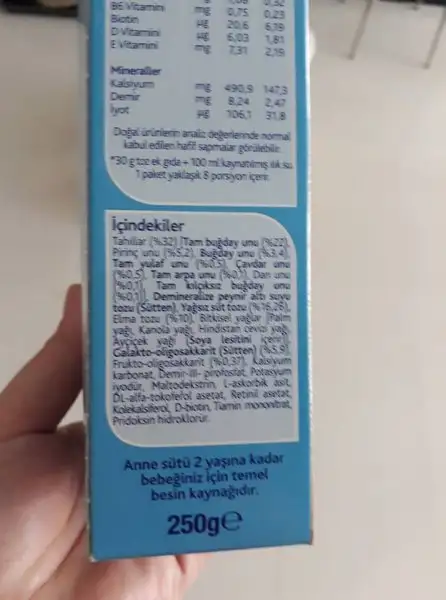 B6 Vitamini mg
Biotin µg 0,75 0,23
D Vitamini µg 20,6 6,19
E Vitamini µg 6,03 1,81
mg 7,31 2,19
Mineraller
Kalsiyum mg 490,9 147,3
Demir mg 8,24 2,47
İyot µg 106,1 31,8
Doğal ürünlerin analiz değerlerinde normal
kabul edilen hafif sapmalar görülebilir.
*30 g toz ek gıda + 100 ml kaynatılmış ılık su
1 paket yaklaşık 8 porsiyon içerir.
İçindekiler
Tahıllar (%32) [Tam buğday unu (%22),
Pirinç unu (%5,2), Buğday unu (%3,4),
Tam yulaf unu (%0,5), Çavdar unu
(%0,5), Tam arpa unu (%0,1), Darı unu
(%0,1), Tam kılçıksız buğday unu
(%0,1)], Demineralize peynir altı suyu
tozu (Sütten), Yağsız süt tozu (%16,26),
Elma tozu (%10), Bitkisel yağlar [Palm
yağı, Kanola yağı, Hindistan cevizi yağı,
Ayçiçek yağı (Soya lesitini içerir)],
Galakto-oligosakkarit (Sütten) (%5,9),
Frukto-oligosakkarit (%0,37), Kalsiyum
karbonat, Demir-III- pirofosfat, Potasyum
iyodür, Maltodekstrin, L-askorbik asit,
DL-alfa-tokoferol asetat, Retinil asetat,
Kolekalsiferol, D-biotin, Tiamin mononitrat,
Pridoksin hidroklorür.
Anne sütü 2 yaşına kadar
bebeğiniz için temel
besin kaynağıdır.
250g℮